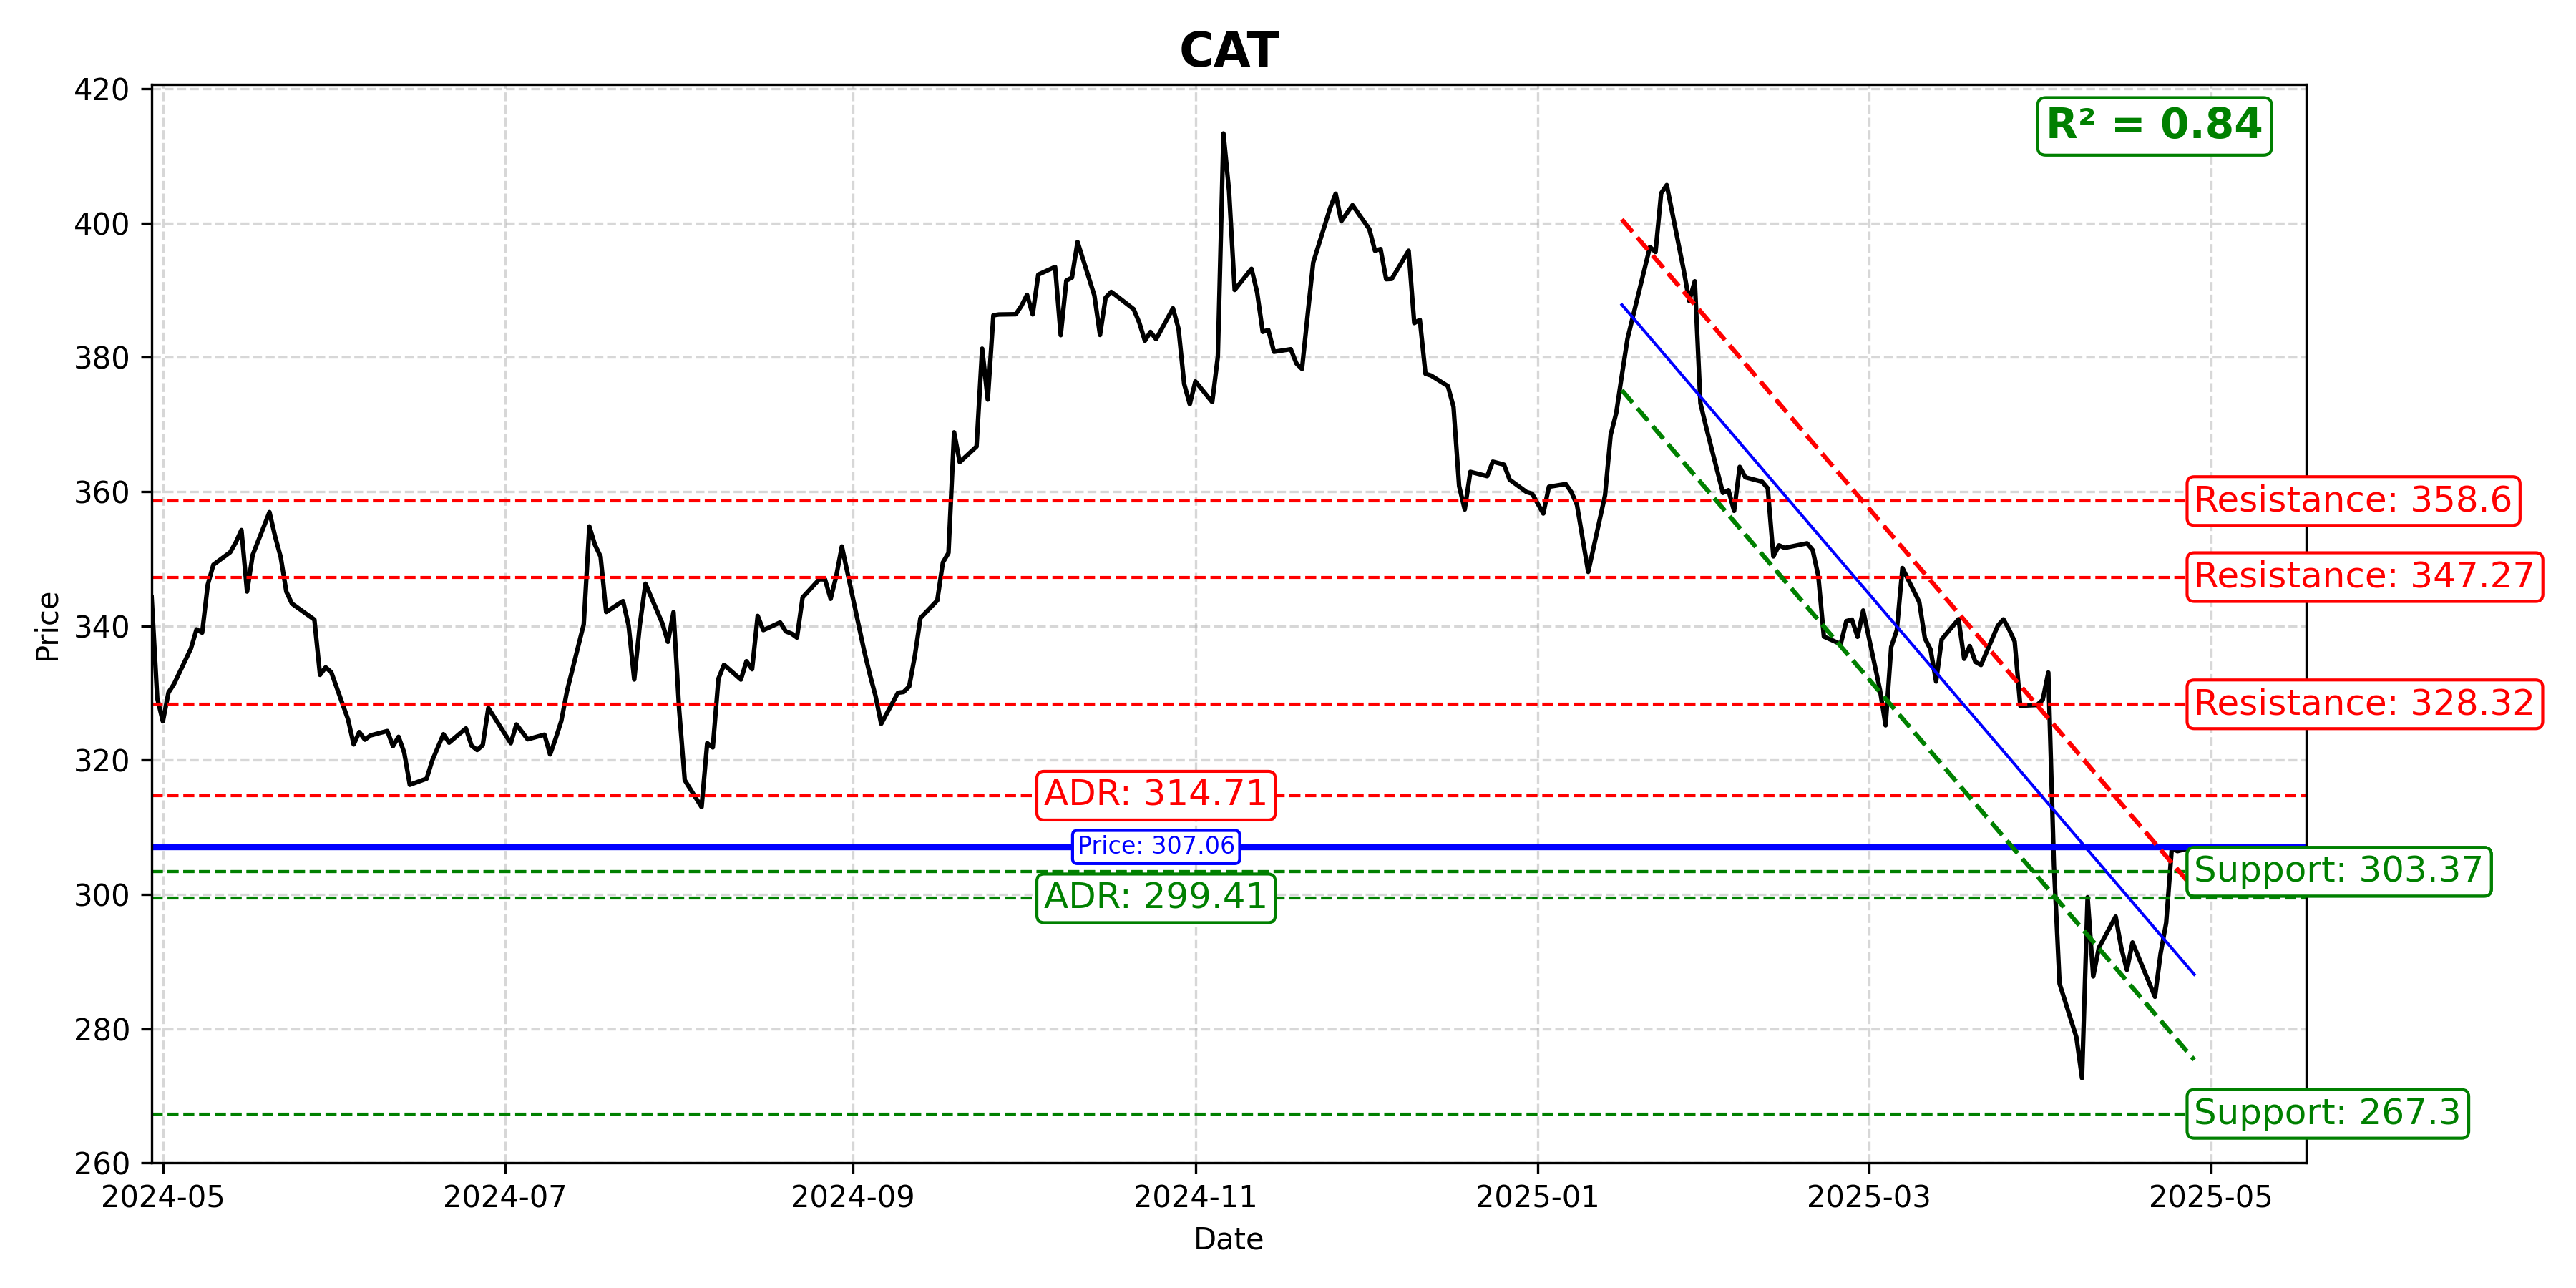 CAT
R² = 0.84
420
400
380
360
340
320
300
280
260
Price
Resistance: 358.6
Resistance: 347.27
Resistance: 328.32
ADR: 314.71
Price: 307.06
Support: 303.37
ADR: 299.41
Support: 267.3
2024-05
2024-07
2024-09
2024-11
2025-01
2025-03
2025-05
Date